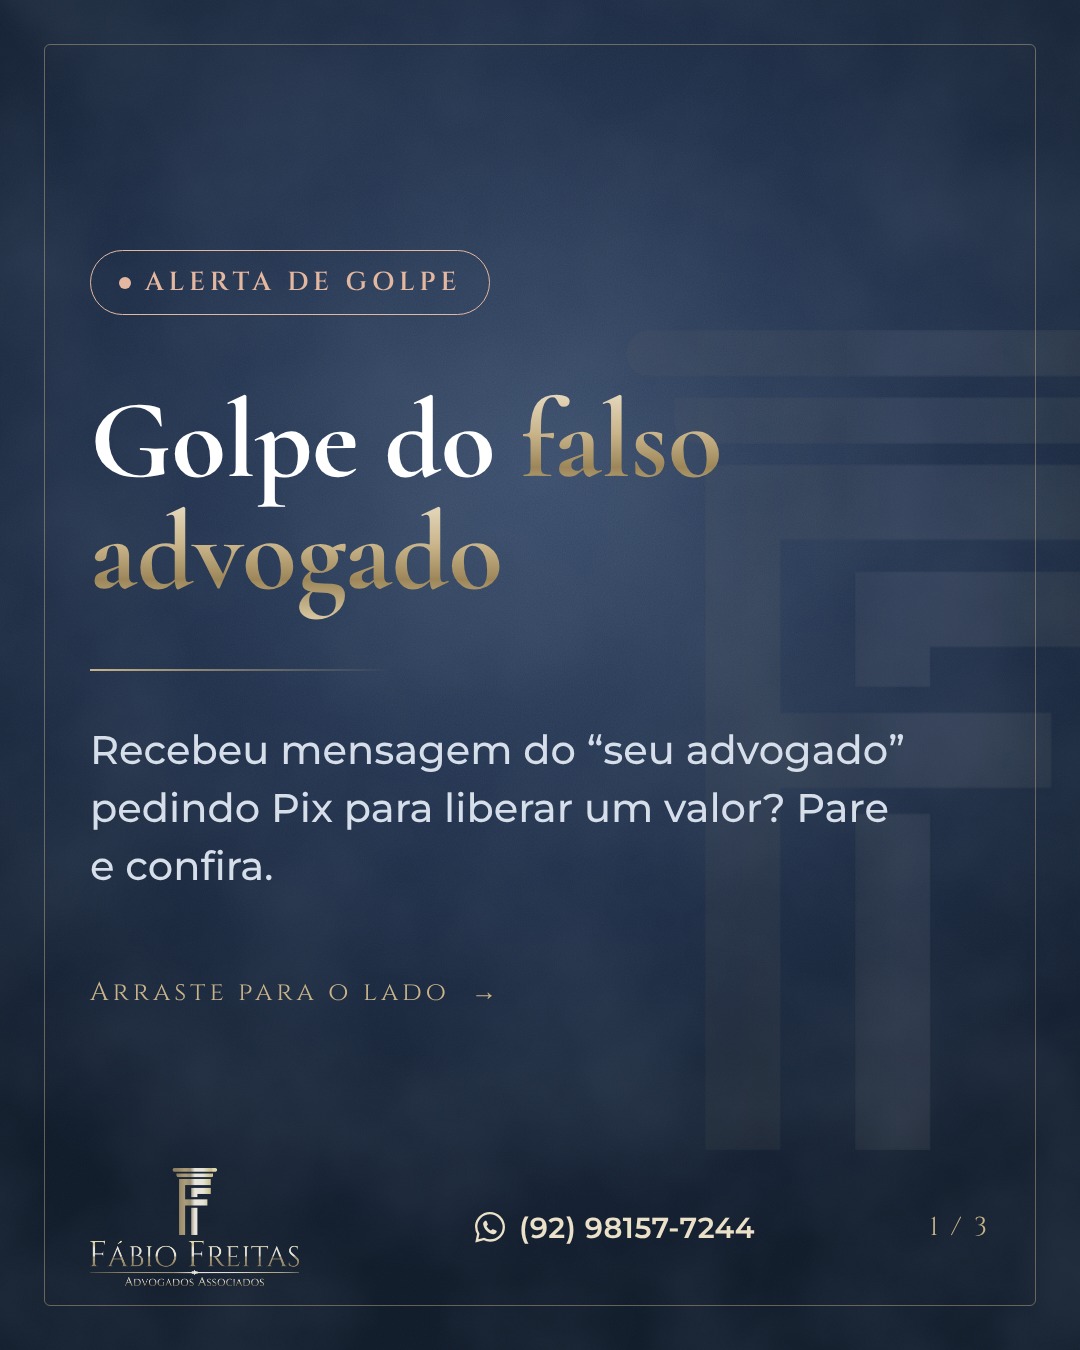 ALERTA DE GOLPE
Golpe do falso
advogado
Recebeu mensagem do “seu advogado”
pedindo Pix para liberar um valor? Pare
e confira.
ARRASTE PARA O LADO →
FÁBIO FREITAS
ADVOGADOS ASSOCIADOS
(92) 98157-7244
1 / 3